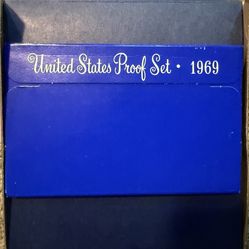 United States Proof Set • 1969